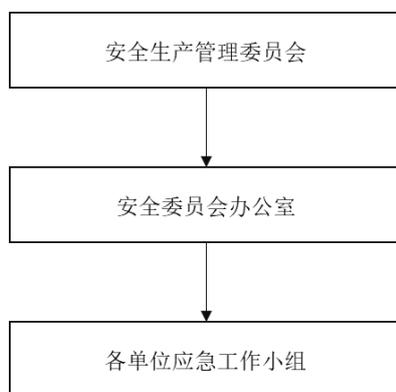 安全生产管理委员会
安全委员会办公室
各单位应急工作小组